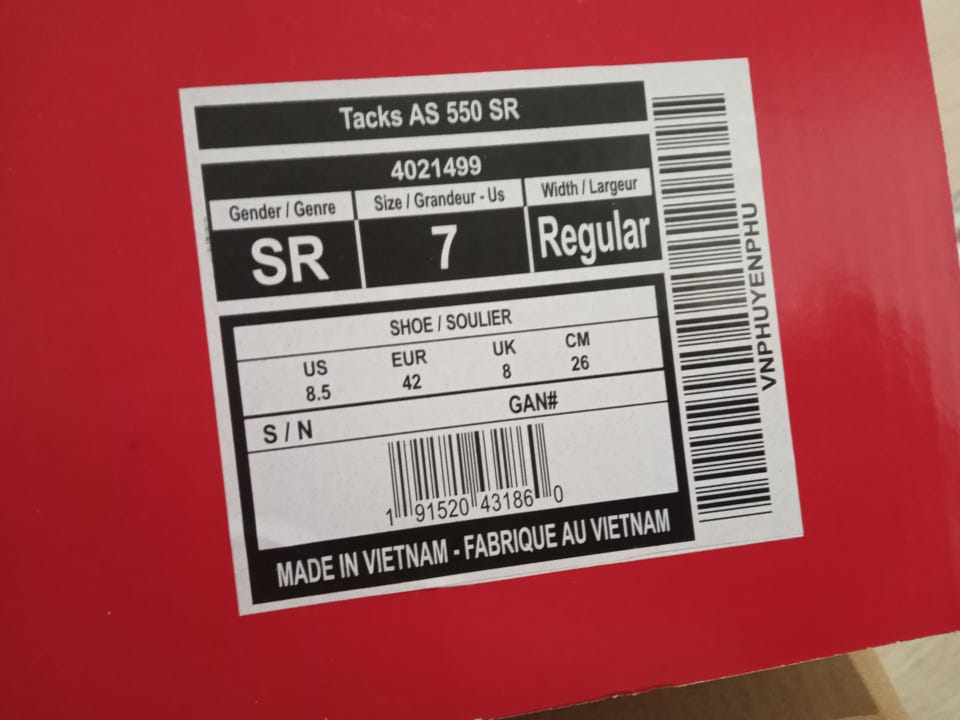 Tacks AS 550 SR
4021499
Gender / Genre
Size / Grandeur - Us
Width / Largeur
SR
7
Regular
SHOE / SOULIER
US
EUR
UK
CM
8.5
42
8
26
S / N
GAN#
1 91520 43186 0
MADE IN VIETNAM - FABRIQUE AU VIETNAM
VNPHUYENPHU